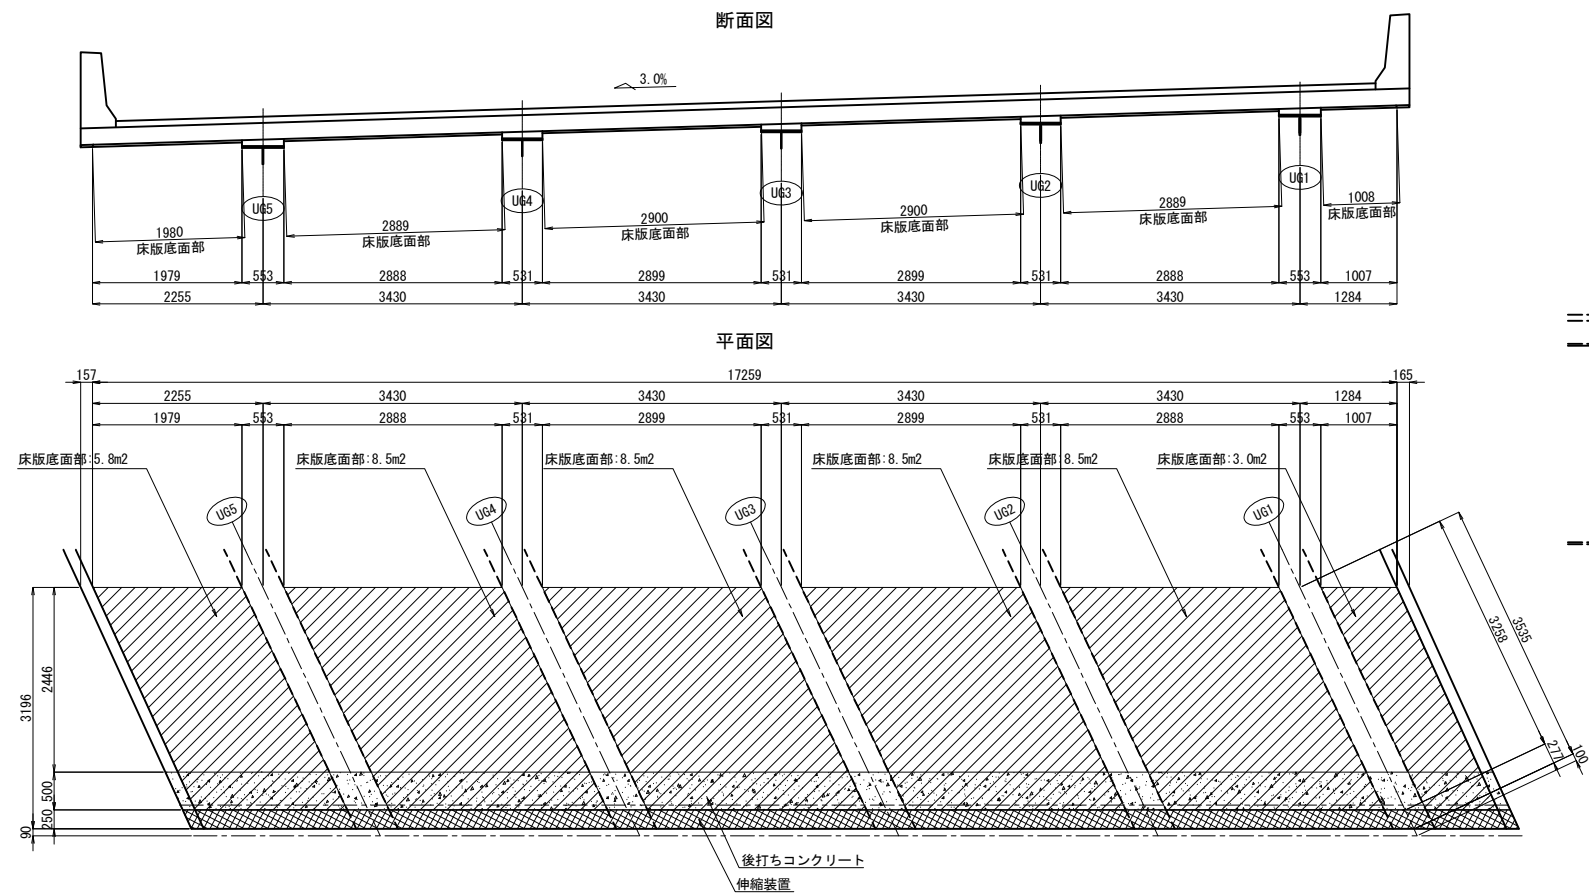 断面図
3.0%
UG5
UG4
UG3
UG2
UG1
1980
床版底面部
2889
床版底面部
2900
床版底面部
2900
床版底面部
2889
床版底面部
1008
床版底面部
1979 553 2888 531 2899 531 2899 531 2888 553 1007
2255 3430 3430 3430 3430 1284
平面図
157 17259 165
2255 3430 3430 3430 3430 1284
1979 553 2888 531 2899 531 2899 531 2888 553 1007
床版底面部:5.8m2
床版底面部:8.5m2
床版底面部:8.5m2
床版底面部:8.5m2
床版底面部:8.5m2
床版底面部:3.0m2
UG5
UG4
UG3
UG2
UG1
3196
2446
500
250
90
3258
3535
277
100
後打ちコンクリート
伸縮装置